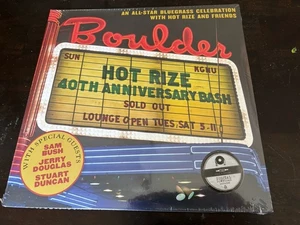 AN ALL-STAR BLUEGRASS CELEBRATION
WITH HOT RIZE AND FRIENDS
Boulder
SUN KGNU
HOT RIZE
40TH ANNIVERSARY BASH
SOLD OUT
LOUNGE OPEN TUES, SAT 5-11
WITH SPECIAL GUESTS
SAM
BUSH
JERRY
DOUGLAS
STUART
DUNCAN